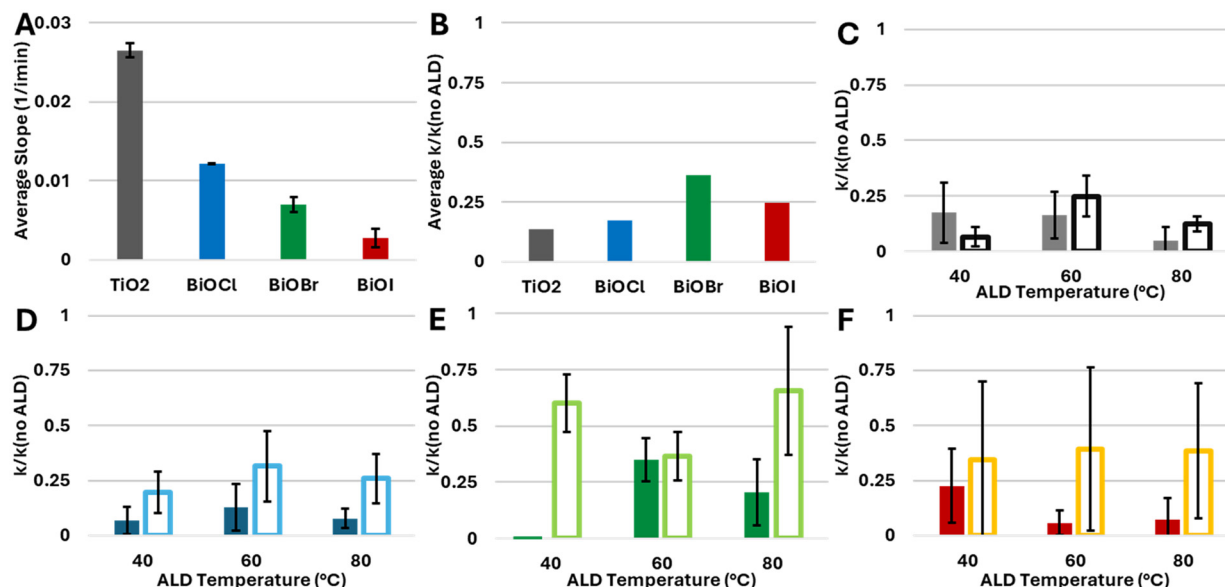 A
Average Slope (1/imin)
0.03
0.02
0.01
0
TiO2 BiOCl BiOBr BiOI
B
Average k/k(no ALD)
1
0.75
0.5
0.25
0
TiO2 BiOCl BiOBr BiOI
C
k/k(no ALD)
1
0.75
0.5
0.25
0
40 60 80
ALD Temperature (ºC)
D
k/k(no ALD)
1
0.75
0.5
0.25
0
40 60 80
ALD Temperature (ºC)
E
k/k(no ALD)
1
0.75
0.5
0.25
0
40 60 80
ALD Temperature (ºC)
F
k/k(no ALD)
1
0.75
0.5
0.25
0
40 60 80
ALD Temperature (ºC)